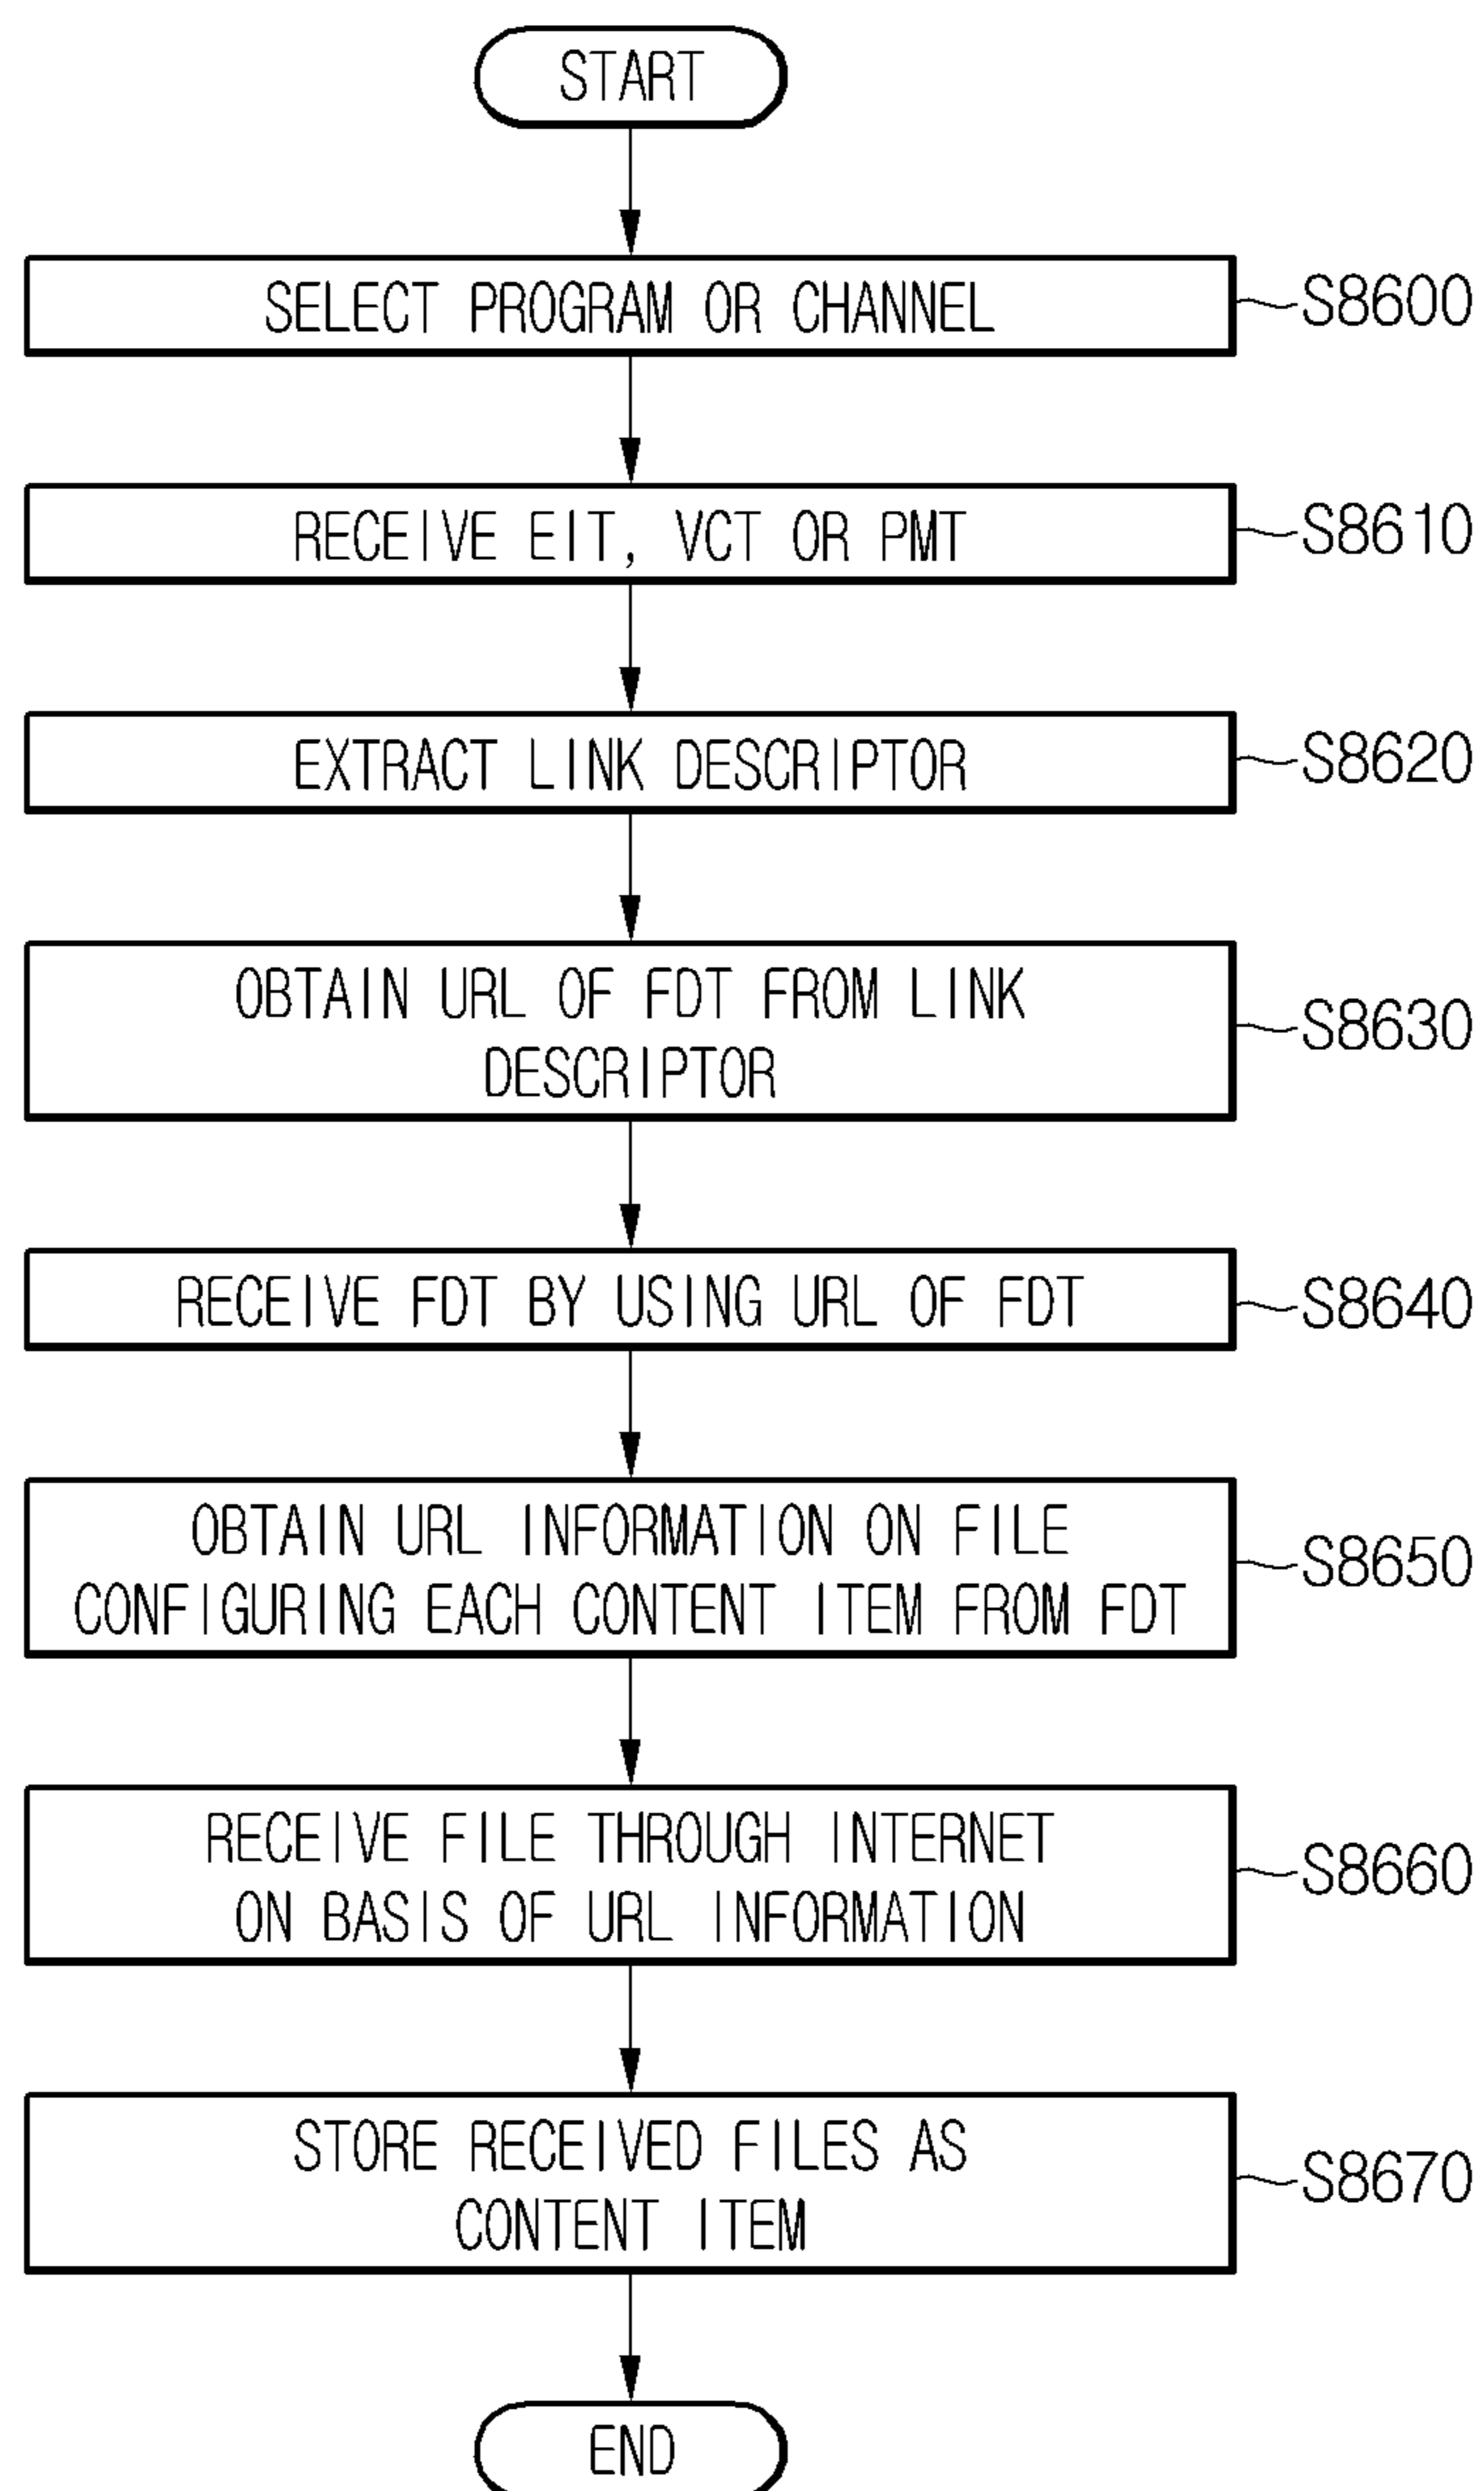 START
SELECT PROGRAM OR CHANNEL
S8600
RECEIVE EIT, VCT OR PMT
S8610
EXTRACT LINK DESCRIPTOR
S8620
OBTAIN URL OF FDT FROM LINK
DESCRIPTOR
S8630
RECEIVE FDT BY USING URL OF FDT
S8640
OBTAIN URL INFORMATION ON FILE
CONFIGURING EACH CONTENT ITEM FROM FDT
S8650
RECEIVE FILE THROUGH INTERNET
ON BASIS OF URL INFORMATION
S8660
STORE RECEIVED FILES AS
CONTENT ITEM
S8670
END